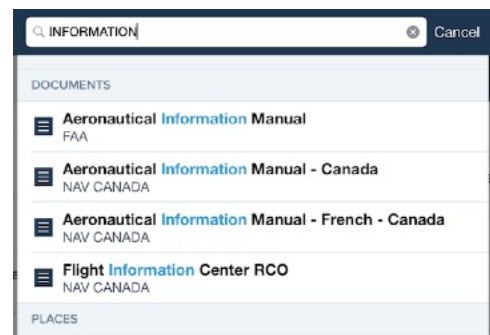 INFORMATION
Cancel
DOCUMENTS
Aeronautical Information Manual
FAA
Aeronautical Information Manual - Canada
NAV CANADA
Aeronautical Information Manual - French - Canada
NAV CANADA
Flight Information Center RCO
NAV CANADA
PLACES